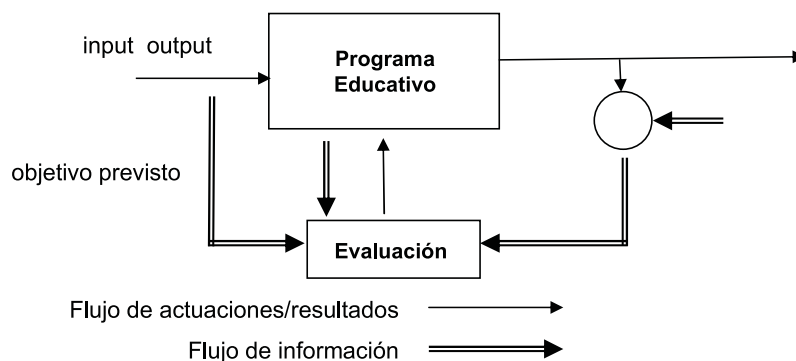 input output
Programa
Educativo
objetivo previsto
Evaluación
Flujo de actuaciones/resultados
Flujo de información